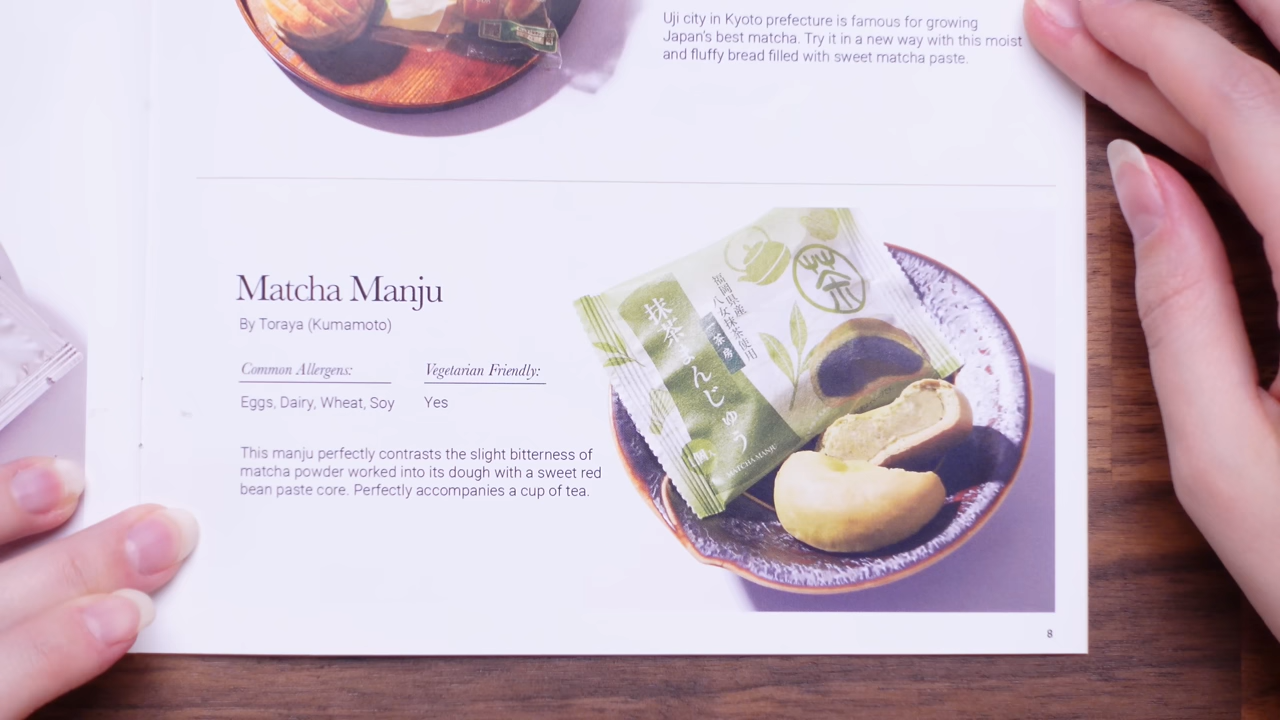 Uji city in Kyoto prefecture is famous for growing
Japan's best matcha. Try it in a new way with this moist
and fluffy bread filled with sweet matcha paste.
Matcha Manju
By Toraya (Kumamoto)
Common Allergens:
Vegetarian Friendly:
Eggs, Dairy, Wheat, Soy
Yes
This manju perfectly contrasts the slight bitterness of
matcha powder worked into its dough with a sweet red
bean paste core. Perfectly accompanies a cup of tea.
茶
福岡県産
八女抹茶使用
抹茶まんじゅう
茶房
MATCHA MANJU
8